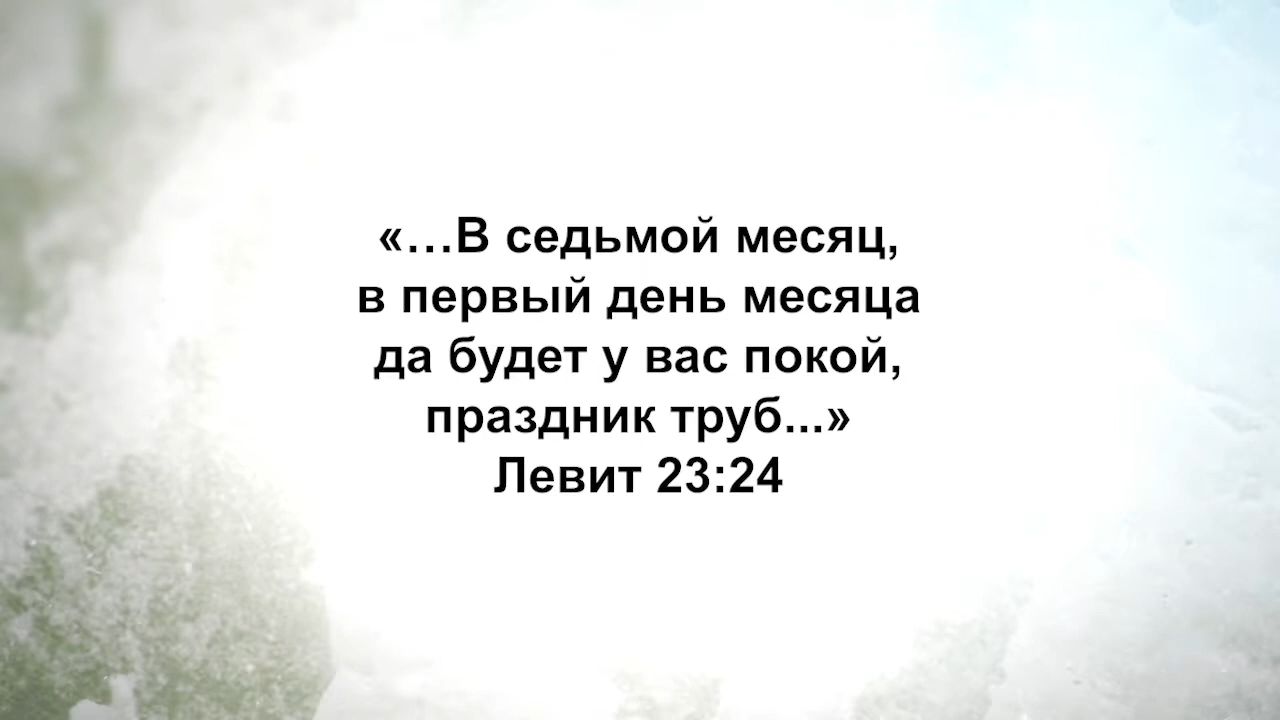 «…В седьмой месяц,
в первый день месяца
да будет у вас покой,
праздник труб...»
Левит 23:24